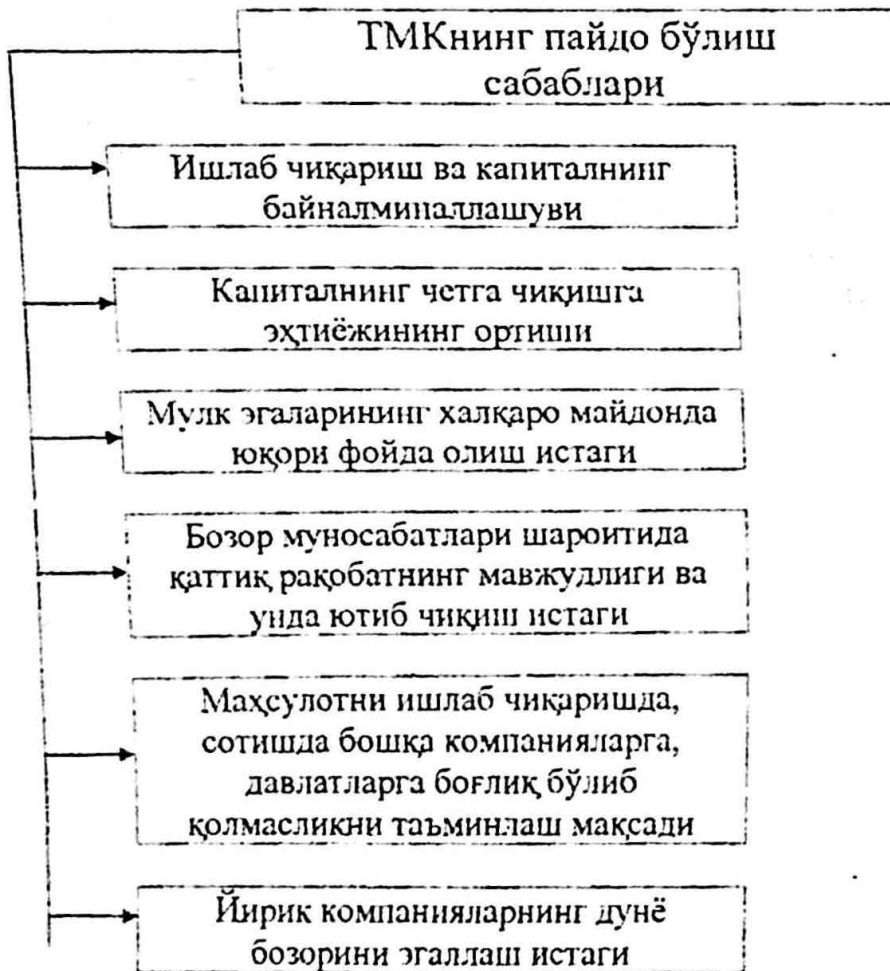 ТМКнинг пайдо бўлиш
сабаблари
Ишлаб чиқариш ва капиталнинг
байналминаллашуви
Капиталнинг четга чиқишга
эҳтиёжининг ортиши
Мулк эгаларининг халқаро майдонда
юқори фойда олиш истаги
Бозор муносабатлари шароитида
қаттиқ рақобатнинг мавжудлиги ва
унда ютиб чиқиш истаги
Маҳсулотни ишлаб чиқаришда,
сотишда бошқа компанияларга,
давлатларга боғлиқ бўлиб
қолмасликни таъминлаш мақсади
Йирик компанияларнинг дунё
бозорини эгаллаш истаги